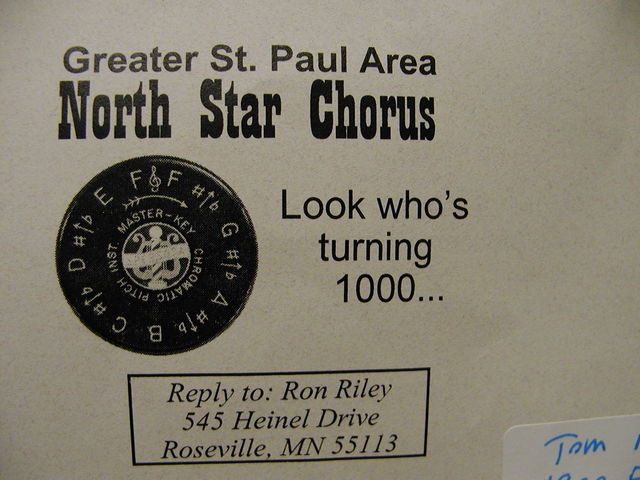 Greater St. Paul Area
North Star Chorus
F F #↑♭ G #↑♭ A #↑♭ B C #↑♭ D #↑♭ E
MASTER-KEY
CHROMATIC PITCH INST.
Look who's
turning
1000...
Reply to: Ron Riley
545 Heinel Drive
Roseville, MN 55113
Tom